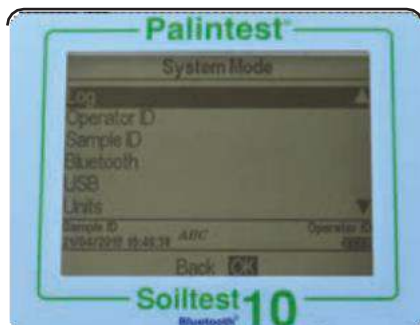 Palintest®
System Mode
Log
Operator ID
Sample ID
Bluetooth
USB
Units
Sample ID ABC Operator ID
Back OK
Soiltest 10
Bluetooth®